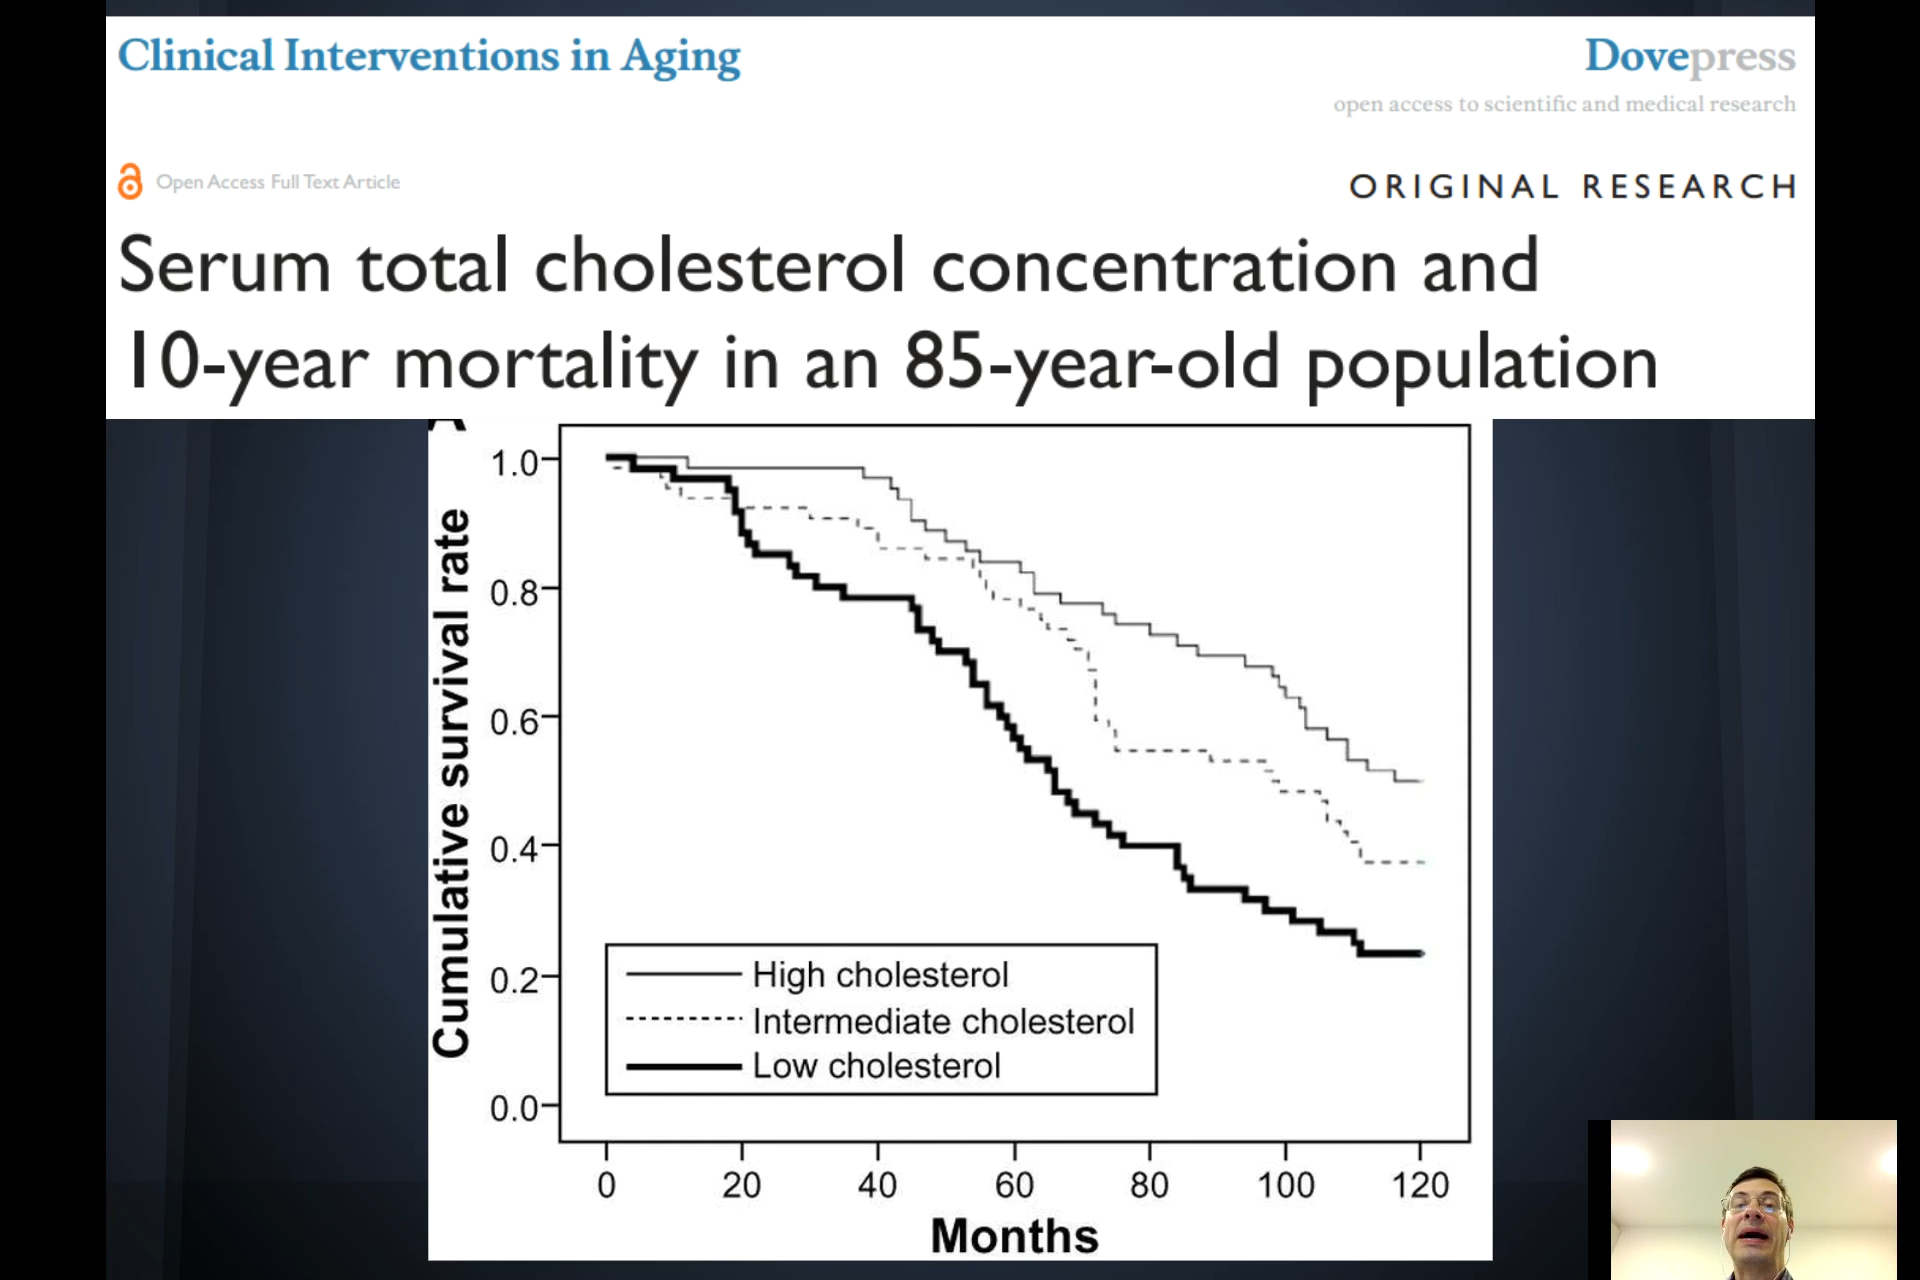 Clinical Interventions in Aging
Dovepress
open access to scientific and medical research
Open Access Full Text Article
ORIGINAL RESEARCH
Serum total cholesterol concentration and
10-year mortality in an 85-year-old population
Cumulative survival rate
1.0
0.8
0.6
0.4
0.2
0.0
High cholesterol
Intermediate cholesterol
Low cholesterol
0 20 40 60 80 100 120
Months